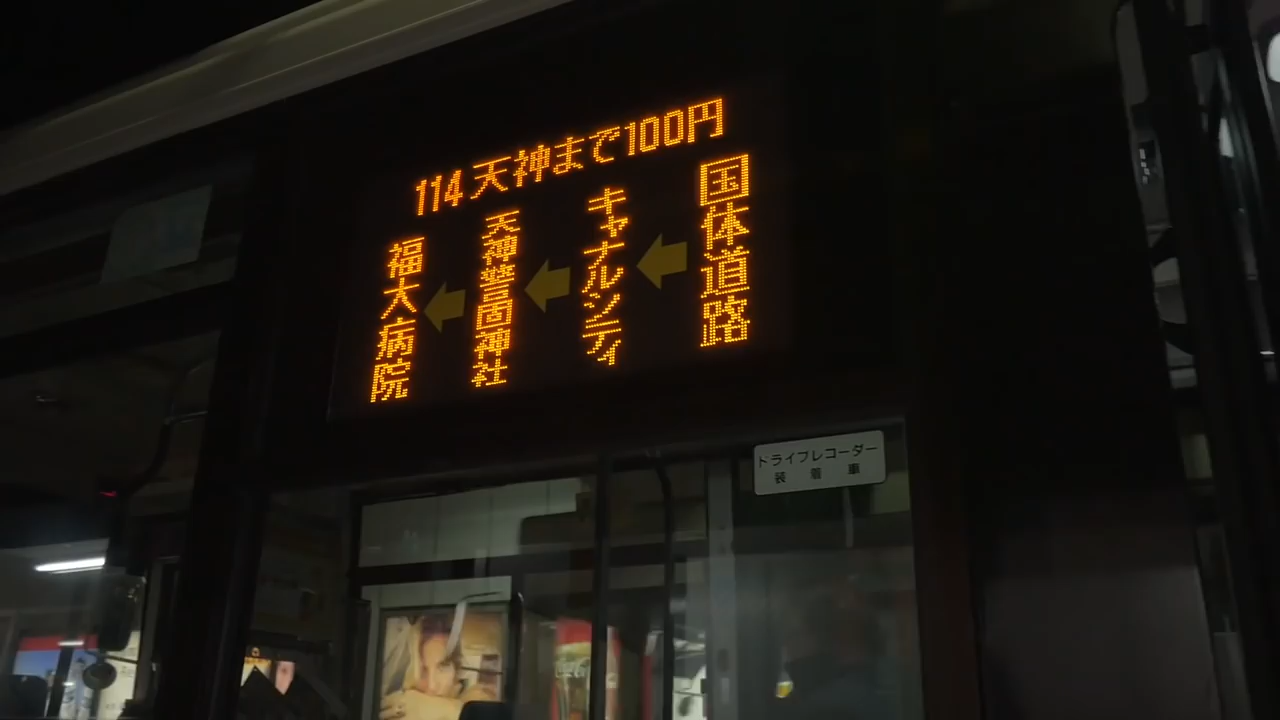 114 天神まで100円
国体道路
キャナルシティ
天神警固神社
福大病院
ドライブレコーダー
装着車